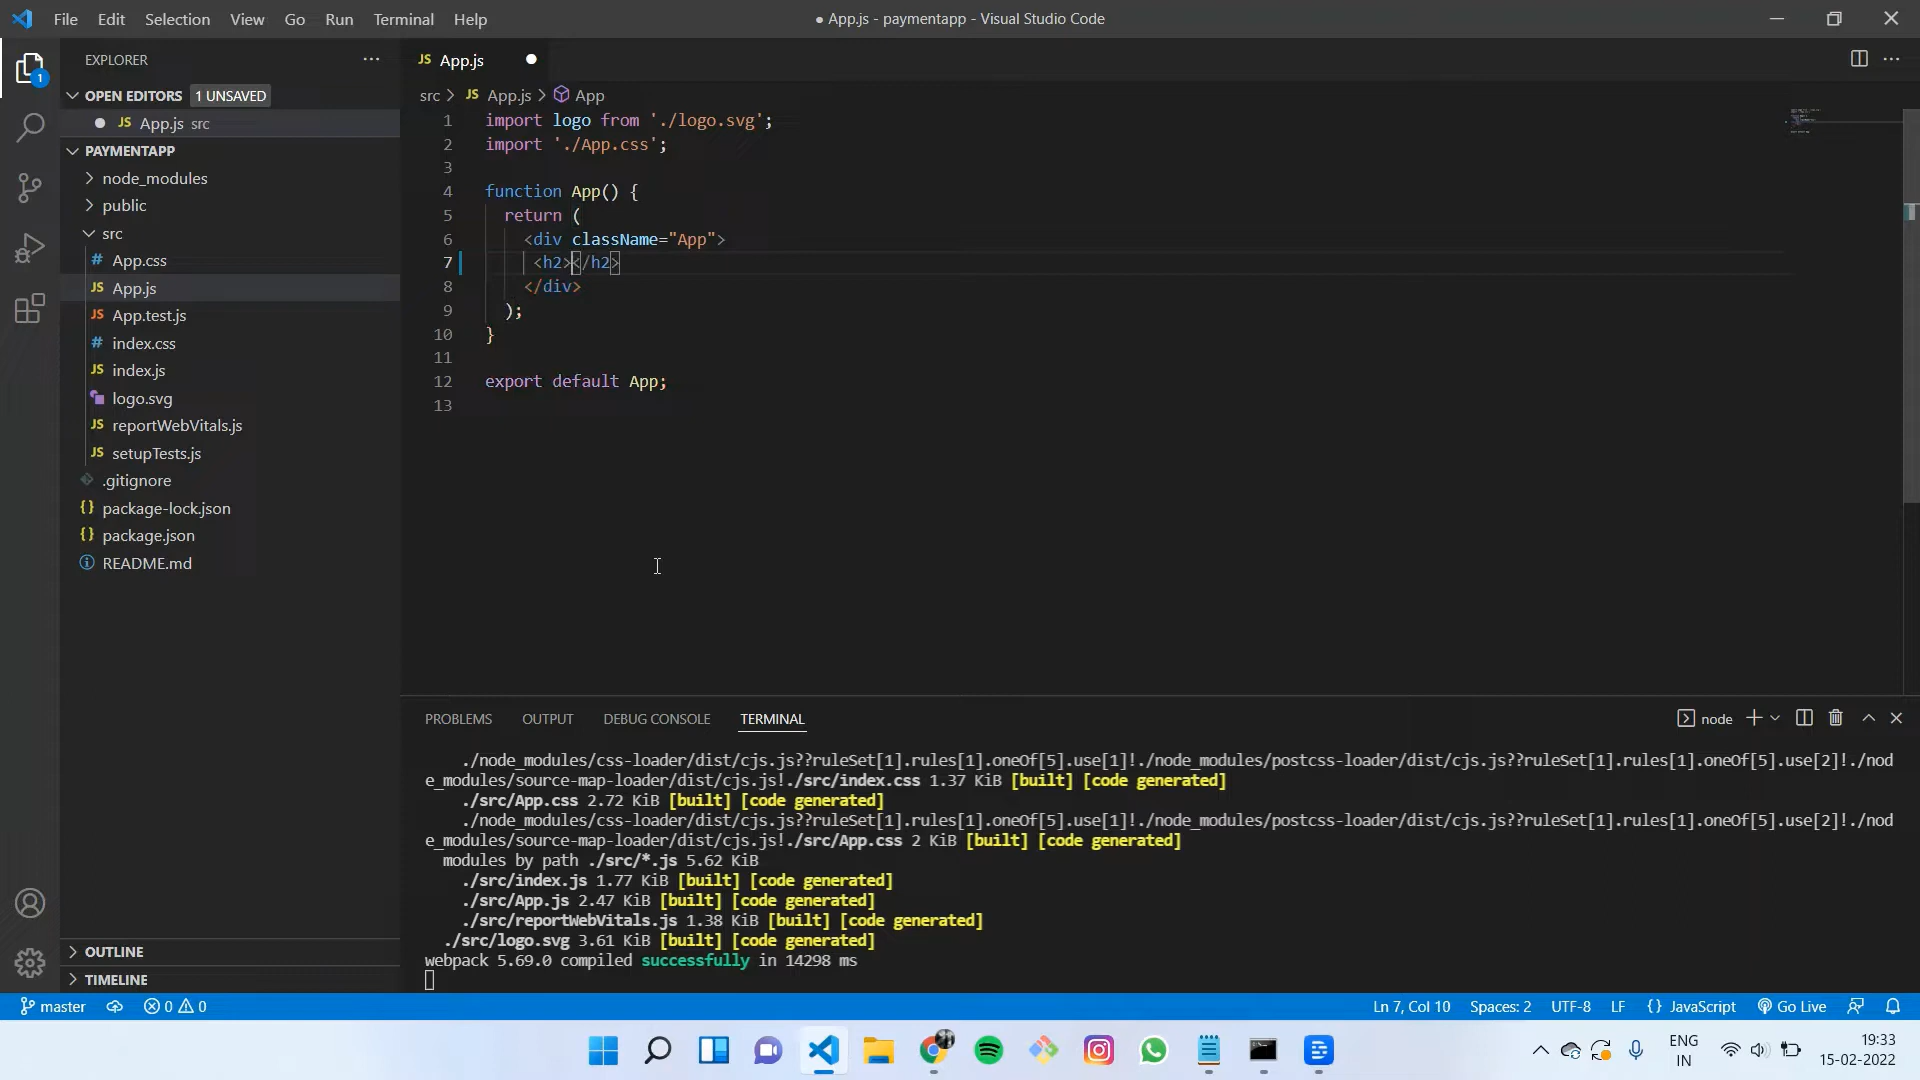 File Edit Selection View Go Run Terminal Help
● App.js - paymentapp - Visual Studio Code
EXPLORER
OPEN EDITORS 1 UNSAVED
JS App.js src
PAYMENTAPP
node_modules
public
src
# App.css
JS App.js
JS App.test.js
# index.css
JS index.js
logo.svg
JS reportWebVitals.js
JS setupTests.js
.gitignore
{} package-lock.json
{} package.json
README.md
OUTLINE
TIMELINE
1
JS App.js
src > JS App.js > App
1 import logo from './logo.svg';
2 import './App.css';
3
4 function App() {
5 return (
6 <div className="App">
7 <h2></h2>
8 </div>
9 );
10 }
11
12 export default App;
13
PROBLEMS OUTPUT DEBUG CONSOLE TERMINAL
node
./node_modules/css-loader/dist/cjs.js??ruleSet[1].rules[1].oneOf[5].use[1]!./node_modules/postcss-loader/dist/cjs.js??ruleSet[1].rules[1].oneOf[5].use[2]!./nod
e_modules/source-map-loader/dist/cjs.js!./src/index.css 1.37 KiB [built] [code generated]
./src/App.css 2.72 KiB [built] [code generated]
./node_modules/css-loader/dist/cjs.js??ruleSet[1].rules[1].oneOf[5].use[1]!./node_modules/postcss-loader/dist/cjs.js??ruleSet[1].rules[1].oneOf[5].use[2]!./nod
e_modules/source-map-loader/dist/cjs.js!./src/App.css 2 KiB [built] [code generated]
modules by path ./src/*.js 5.62 KiB
./src/index.js 1.77 KiB [built] [code generated]
./src/App.js 2.47 KiB [built] [code generated]
./src/reportWebVitals.js 1.38 KiB [built] [code generated]
./src/logo.svg 3.61 KiB [built] [code generated]
webpack 5.69.0 compiled successfully in 14298 ms
master 0 0
Ln 7, Col 10 Spaces: 2 UTF-8 LF {} JavaScript Go Live
ENG
IN
19:33
15-02-2022